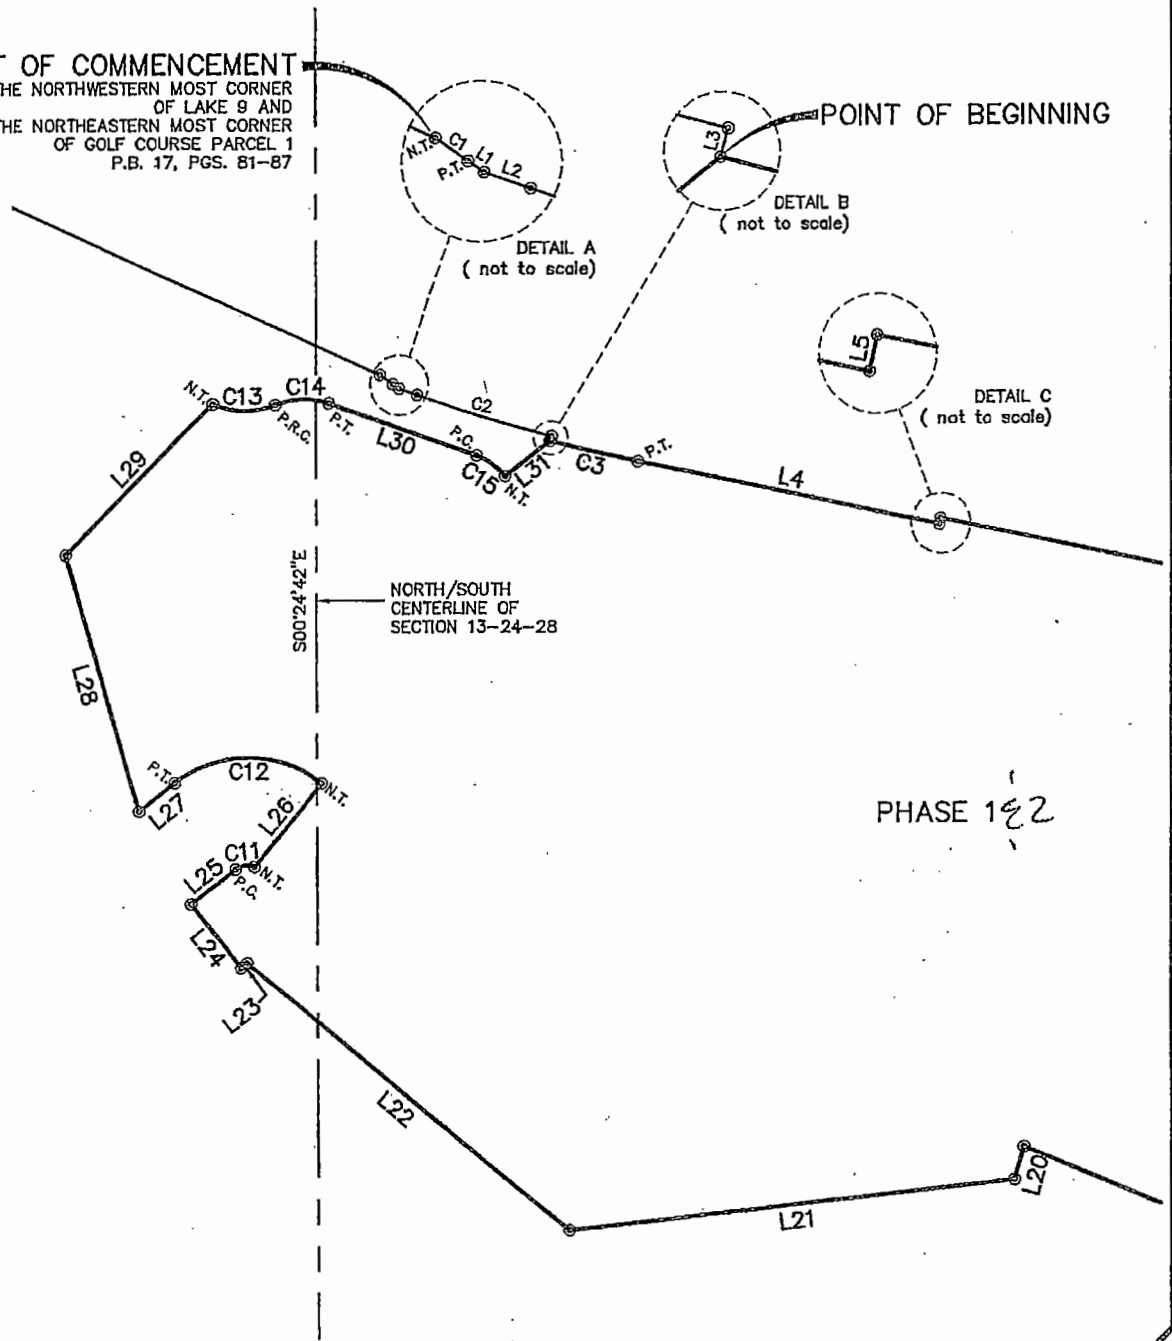 T OF COMMENCEMENT
THE NORTHWESTERN MOST CORNER
OF LAKE 9 AND
THE NORTHEASTERN MOST CORNER
OF GOLF COURSE PARCEL 1
P.B. 17, PGS. 81-87
N.T.
C1
L1
P.T.
L2
DETAIL A
( not to scale)
L3
POINT OF BEGINNING
DETAIL B
( not to scale)
L5
DETAIL C
( not to scale)
N.T.
C13
C14
P.R.C.
P.T.
L30
P.C.
C15
N.T.
L31
C2
C3
P.T.
L4
L29
S00°24'42"E
NORTH/SOUTH
CENTERLINE OF
SECTION 13-24-28
L28
P.T.
C12
N.T.
L27
L26
C11
N.T.
P.C.
L25
L24
L23
PHASE 1&2
L22
L21
L20